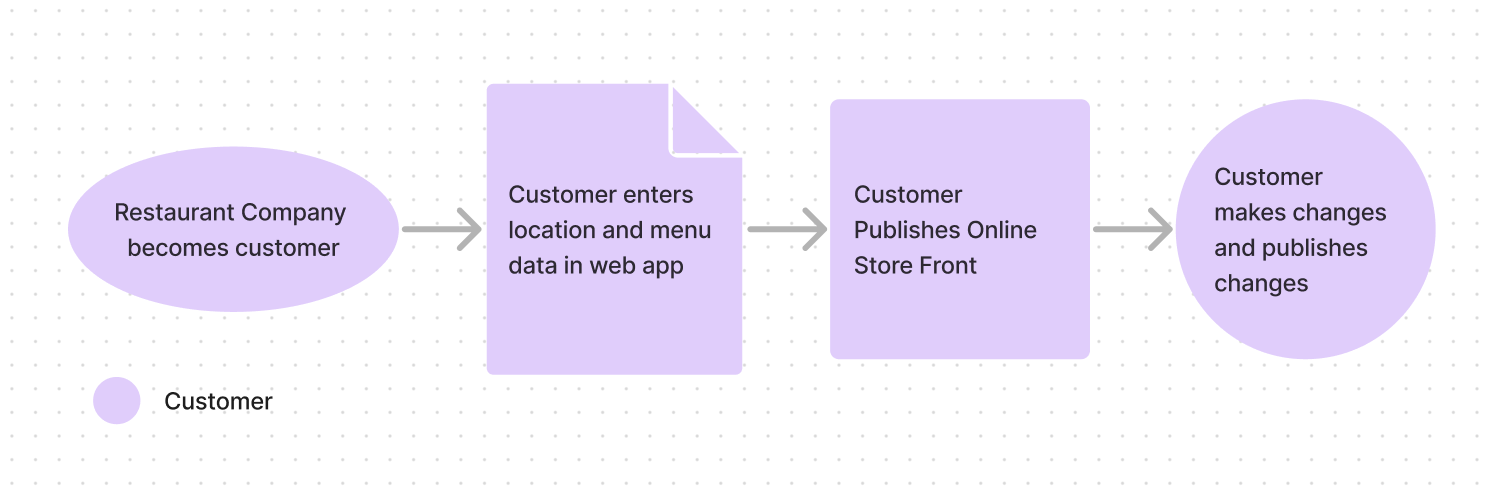 Restaurant Company
becomes customer
Customer enters
location and menu
data in web app
Customer
Publishes Online
Store Front
Customer
makes changes
and publishes
changes
Customer